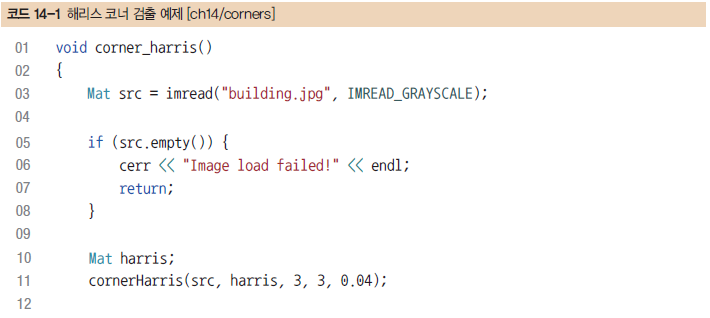 코드 14-1 해리스 코너 검출 예제 [ch14/corners]
01 void corner_harris()
02 {
03 Mat src = imread("building.jpg", IMREAD_GRAYSCALE);
04
05 if (src.empty()) {
06 cerr << "Image load failed!" << endl;
07 return;
08 }
09
10 Mat harris;
11 cornerHarris(src, harris, 3, 3, 0.04);
12